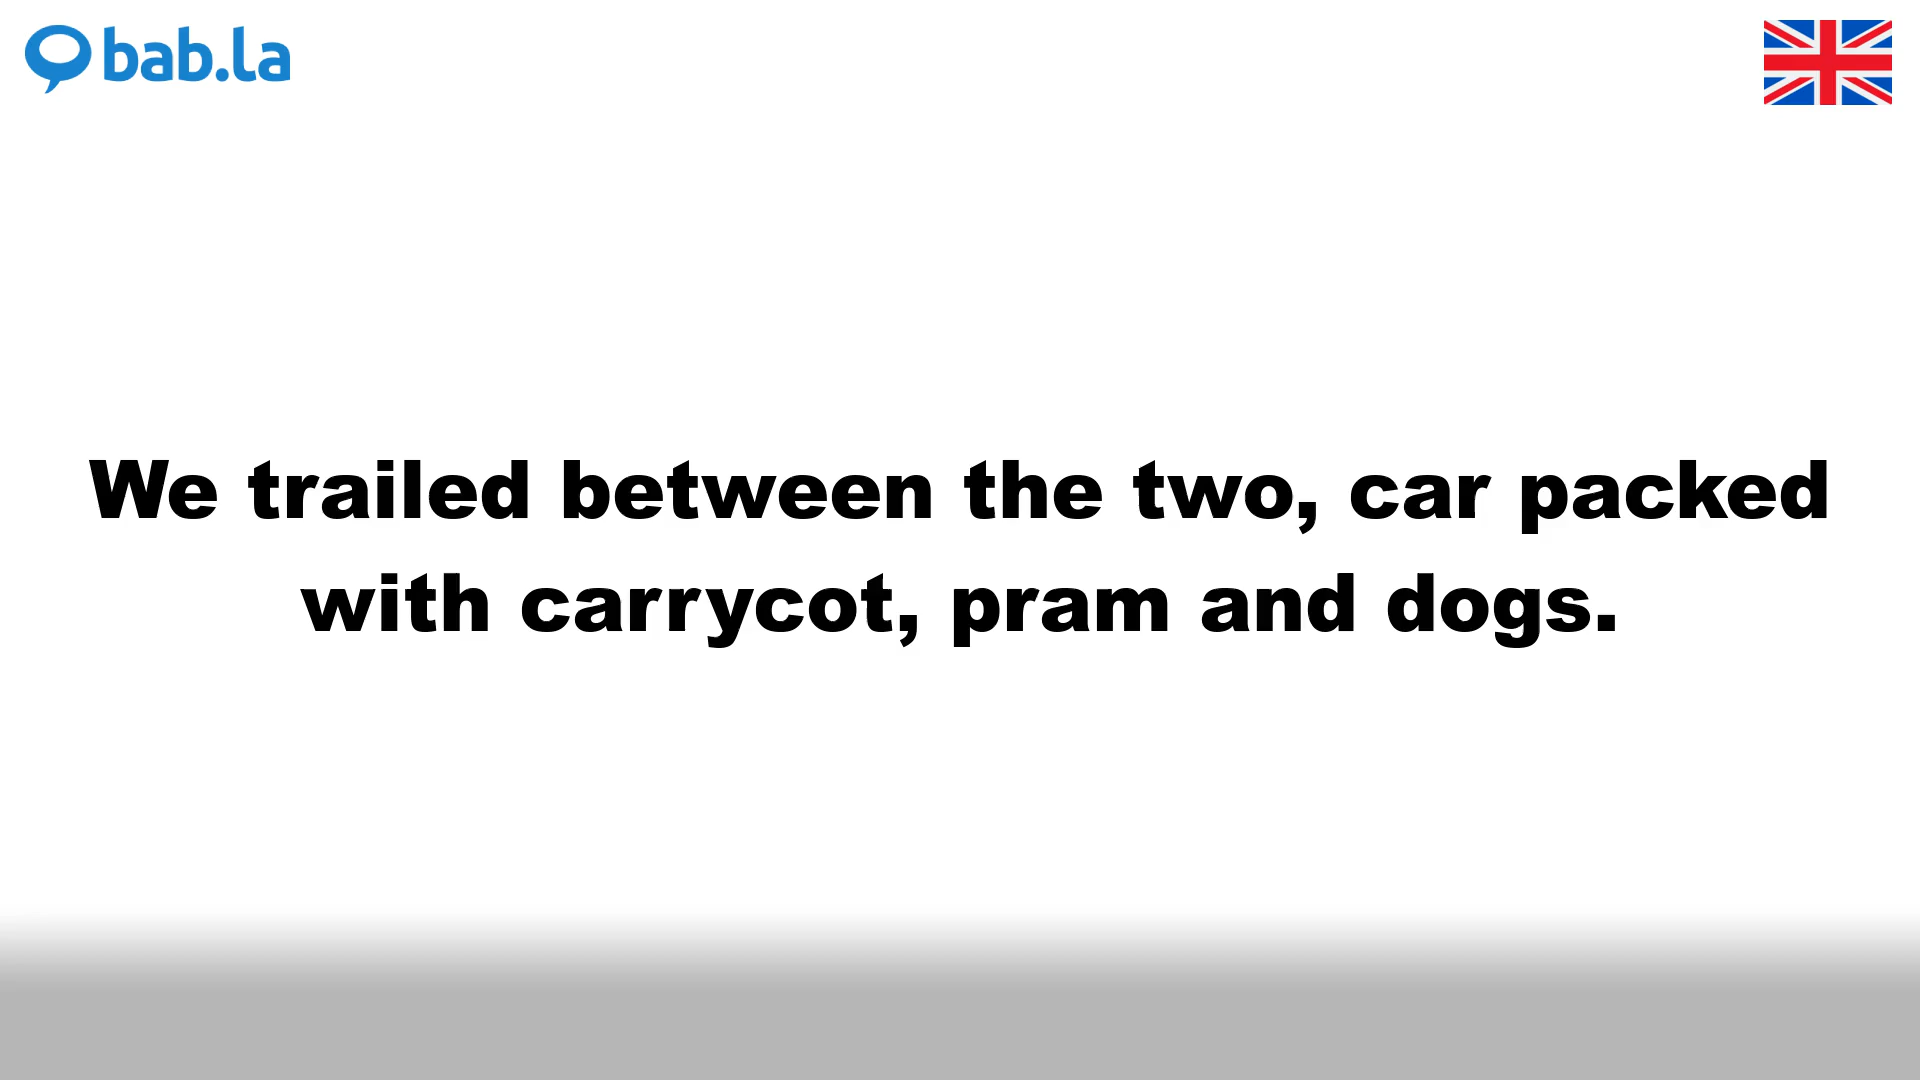 bab.la
We trailed between the two, car packed
with carrycot, pram and dogs.